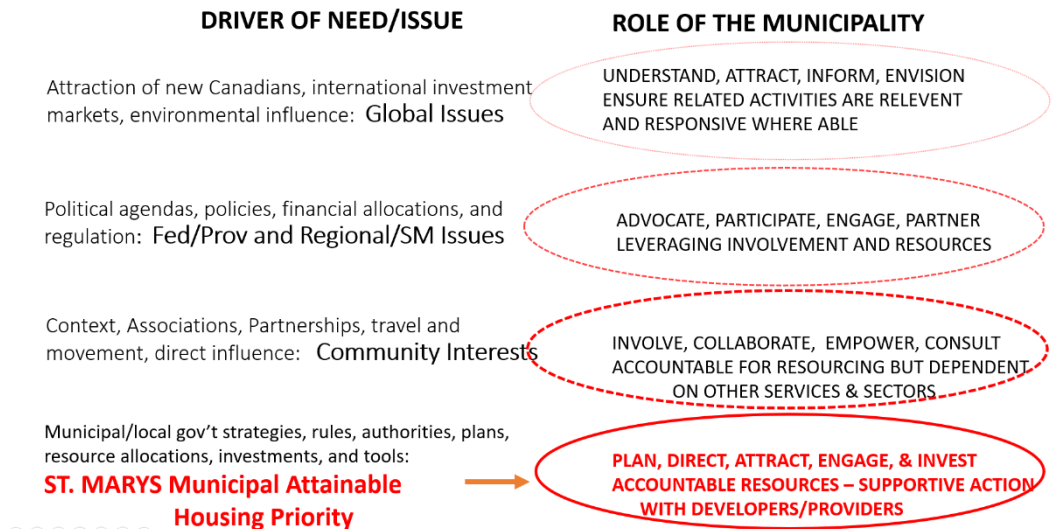 DRIVER OF NEED/ISSUE
ROLE OF THE MUNICIPALITY
Attraction of new Canadians, international investment
markets, environmental influence: Global Issues
UNDERSTAND, ATTRACT, INFORM, ENVISION
ENSURE RELATED ACTIVITIES ARE RELEVENT
AND RESPONSIVE WHERE ABLE
Political agendas, policies, financial allocations, and
regulation: Fed/Prov and Regional/SM Issues
ADVOCATE, PARTICIPATE, ENGAGE, PARTNER
LEVERAGING INVOLVEMENT AND RESOURCES
Context, Associations, Partnerships, travel and
movement, direct influence: Community Interests
INVOLVE, COLLABORATE, EMPOWER, CONSULT
ACCOUNTABLE FOR RESOURCING BUT DEPENDENT
ON OTHER SERVICES & SECTORS
Municipal/local gov't strategies, rules, authorities, plans,
resource allocations, investments, and tools:
ST. MARYS Municipal Attainable
Housing Priority
PLAN, DIRECT, ATTRACT, ENGAGE, & INVEST
ACCOUNTABLE RESOURCES – SUPPORTIVE ACTION
WITH DEVELOPERS/PROVIDERS